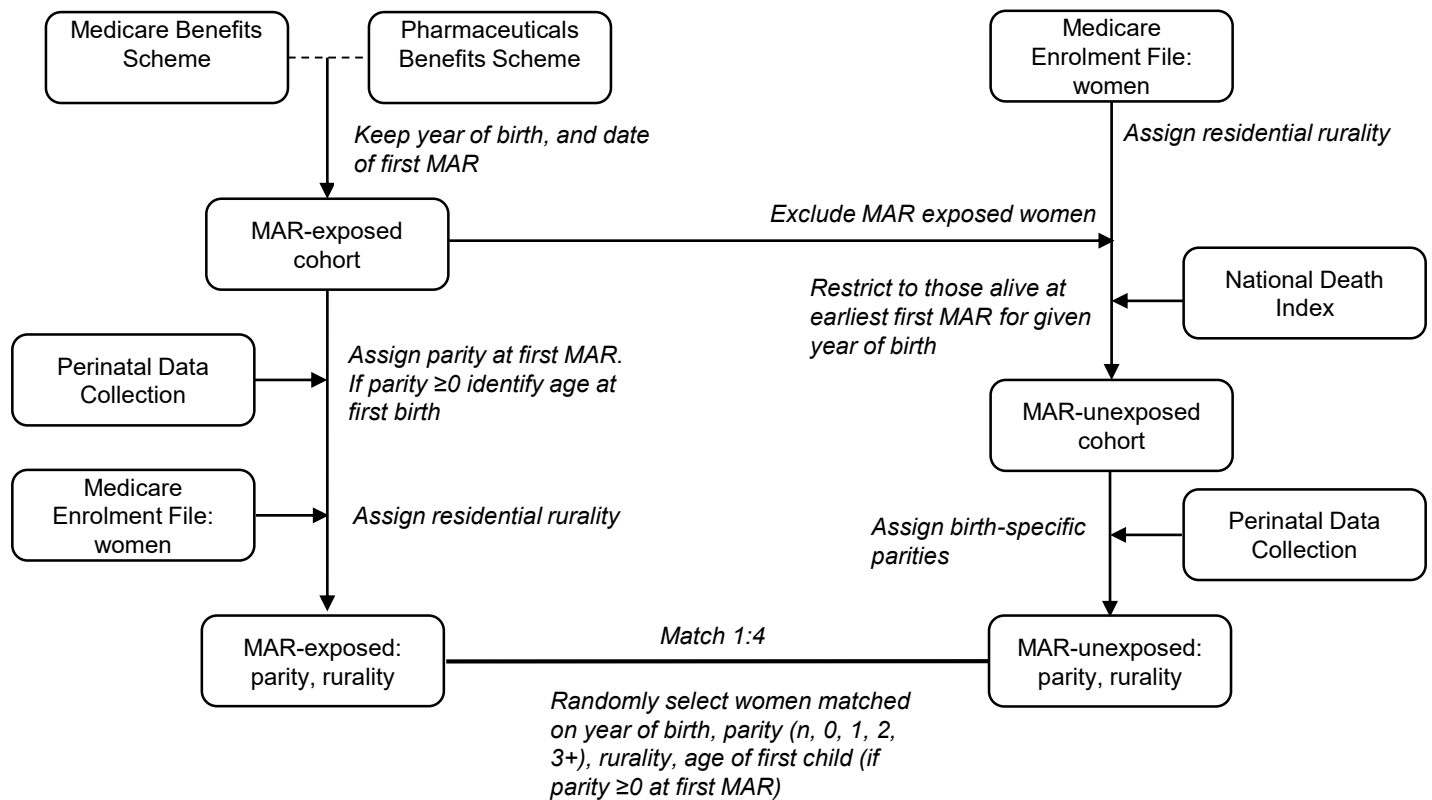 Medicare Benefits
Scheme
Pharmaceuticals
Benefits Scheme
Medicare
Enrolment File:
women
Keep year of birth, and date
of first MAR
Assign residential rurality
MAR-exposed
cohort
Exclude MAR exposed women
Restrict to those alive at
earliest first MAR for given
year of birth
National Death
Index
Perinatal Data
Collection
Assign parity at first MAR.
If parity ≥0 identify age at
first birth
MAR-unexposed
cohort
Medicare
Enrolment File:
women
Assign residential rurality
Assign birth-specific
parities
Perinatal Data
Collection
MAR-exposed:
parity, rurality
Match 1:4
MAR-unexposed:
parity, rurality
Randomly select women matched
on year of birth, parity (n, 0, 1, 2,
3+), rurality, age of first child (if
parity ≥0 at first MAR)